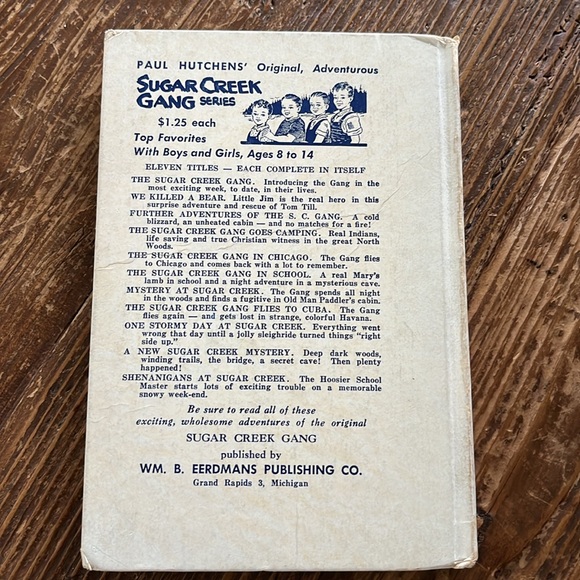 PAUL HUTCHENS' Original, Adventurous
SUGAR CREEK
GANG SERIES
$1.25 each
Top Favorites
With Boys and Girls, Ages 8 to 14
ELEVEN TITLES — EACH COMPLETE IN ITSELF
THE SUGAR CREEK GANG. Introducing the Gang in the
most exciting week, to date, in their lives.
WE KILLED A BEAR. Little Jim is the real hero in this
surprise adventure and rescue of Tom Till.
FURTHER ADVENTURES OF THE S. C. GANG. A cold
blizzard, an unheated cabin — and no matches for a fire!
THE SUGAR CREEK GANG GOES CAMPING. Real Indians,
life saving and true Christian witness in the great North
Woods.
THE SUGAR CREEK GANG IN CHICAGO. The Gang flies
to Chicago and comes back with a lot to remember.
THE SUGAR CREEK GANG IN SCHOOL. A real Mary's
lamb in school and a night adventure in a mysterious cave.
MYSTERY AT SUGAR CREEK. The Gang spends all night
in the woods and finds a fugitive in Old Man Paddler's cabin.
THE SUGAR CREEK GANG FLIES TO CUBA. The Gang
flies again — and gets lost in strange, colorful Havana.
ONE STORMY DAY AT SUGAR CREEK. Everything went
wrong that day until a jolly sleighride turned things "right
side up."
A NEW SUGAR CREEK MYSTERY. Deep dark woods,
winding trails, the bridge, a secret cave! Then plenty
happened!
SHENANIGANS AT SUGAR CREEK. The Hoosier School
Master starts lots of exciting trouble on a memorable
snowy week-end.
Be sure to read all of these
exciting, wholesome adventures of the original
SUGAR CREEK GANG
published by
WM. B. EERDMANS PUBLISHING CO.
Grand Rapids 3, Michigan